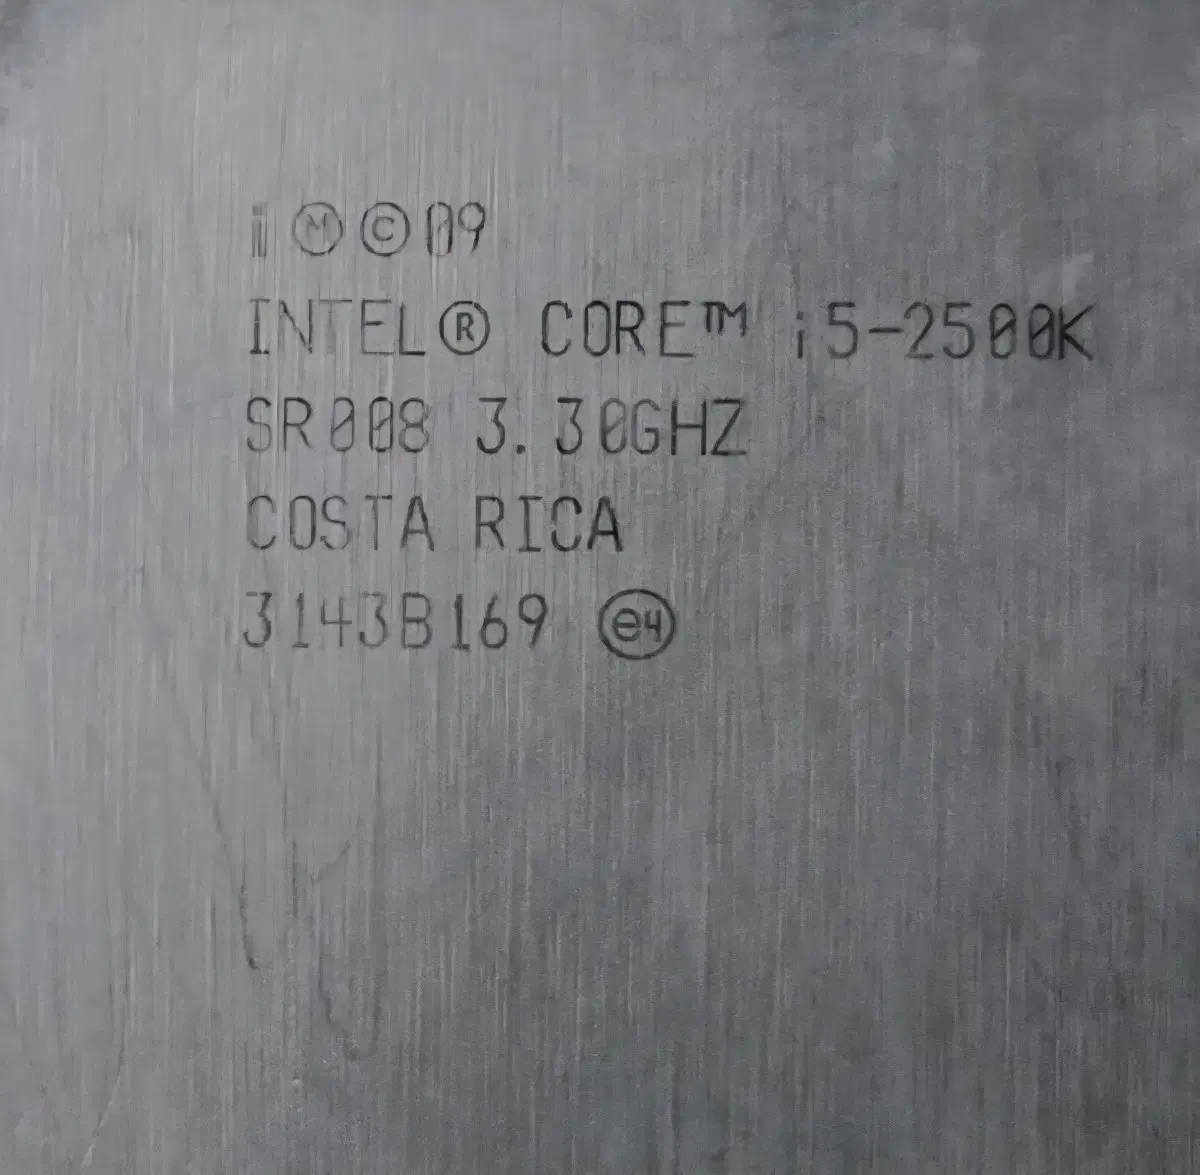 i Ⓜ © 09
INTEL® CORE™ i5-2500K
SR008 3.30GHZ
COSTA RICA
3143B169 e4